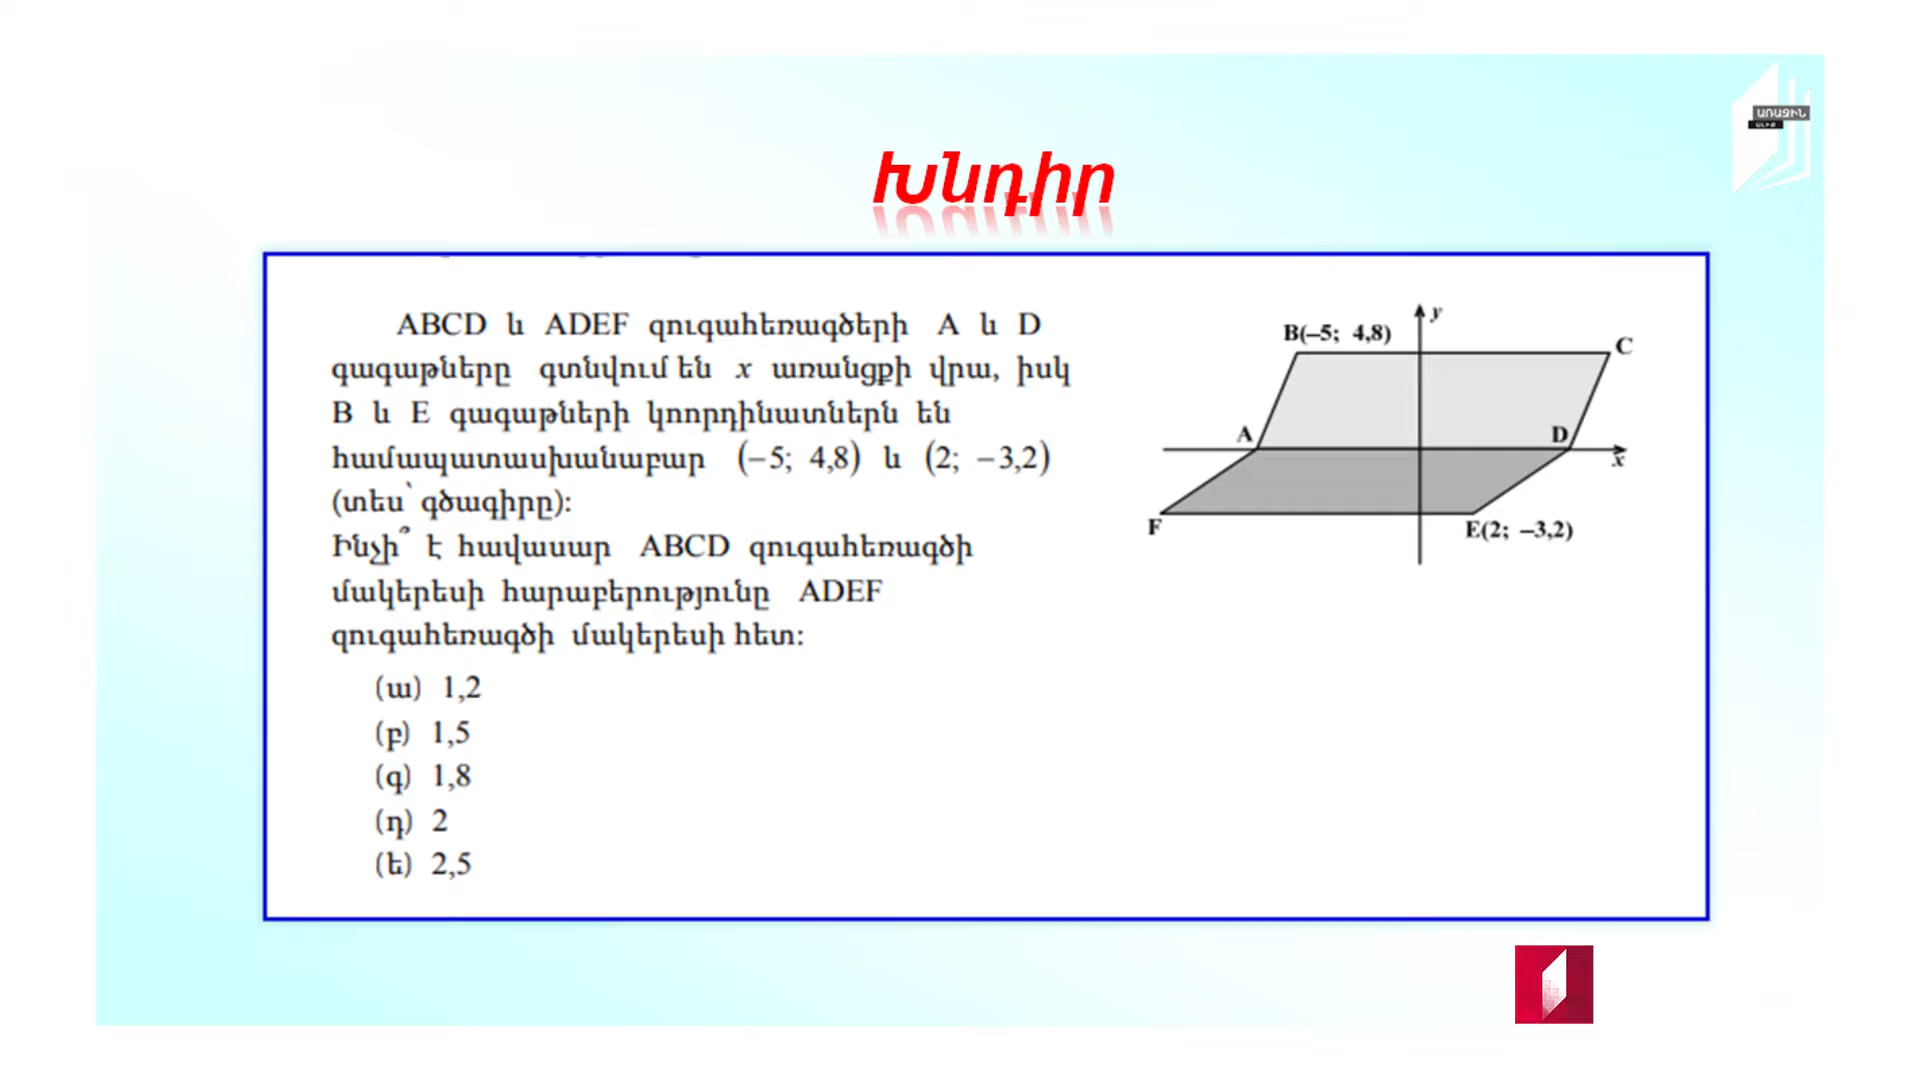 ԱՌԱՋԻՆ
ԱԼԻՔ
Խնդիր
ABCD և ADEF զուգահեռագծերի A և D
գագաթները գտնվում են x առանցքի վրա, իսկ
B և E գագաթների կոորդինատներն են
համապատասխանաբար (–5; 4,8) և (2; –3,2)
(տես՝ գծագիրը):
Ինչի՞ է հավասար ABCD զուգահեռագծի
մակերեսի հարաբերությունը ADEF
զուգահեռագծի մակերեսի հետ:
(ա) 1,2
(բ) 1,5
(գ) 1,8
(դ) 2
(ե) 2,5
y
B(–5; 4,8)
C
A
D
x
F
E(2; –3,2)